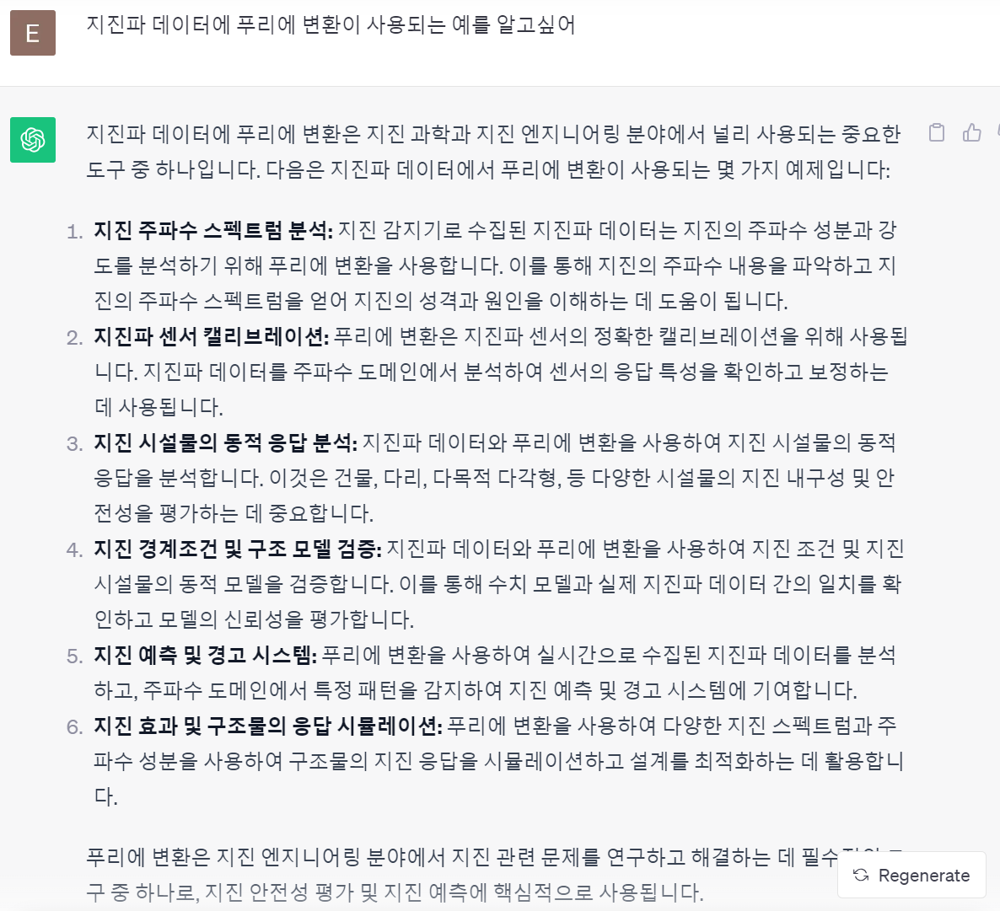 E
지진파 데이터에 푸리에 변환이 사용되는 예를 알고싶어
지진파 데이터에 푸리에 변환은 지진 과학과 지진 엔지니어링 분야에서 널리 사용되는 중요한
도구 중 하나입니다. 다음은 지진파 데이터에서 푸리에 변환이 사용되는 몇 가지 예제입니다:
1. 지진 주파수 스펙트럼 분석: 지진 감지기로 수집된 지진파 데이터는 지진의 주파수 성분과 강
도를 분석하기 위해 푸리에 변환을 사용합니다. 이를 통해 지진의 주파수 내용을 파악하고 지
진의 주파수 스펙트럼을 얻어 지진의 성격과 원인을 이해하는 데 도움이 됩니다.
2. 지진파 센서 캘리브레이션: 푸리에 변환은 지진파 센서의 정확한 캘리브레이션을 위해 사용됩
니다. 지진파 데이터를 주파수 도메인에서 분석하여 센서의 응답 특성을 확인하고 보정하는
데 사용됩니다.
3. 지진 시설물의 동적 응답 분석: 지진파 데이터와 푸리에 변환을 사용하여 지진 시설물의 동적
응답을 분석합니다. 이것은 건물, 다리, 다목적 다각형, 등 다양한 시설물의 지진 내구성 및 안
전성을 평가하는 데 중요합니다.
4. 지진 경계조건 및 구조 모델 검증: 지진파 데이터와 푸리에 변환을 사용하여 지진 조건 및 지진
시설물의 동적 모델을 검증합니다. 이를 통해 수치 모델과 실제 지진파 데이터 간의 일치를 확
인하고 모델의 신뢰성을 평가합니다.
5. 지진 예측 및 경고 시스템: 푸리에 변환을 사용하여 실시간으로 수집된 지진파 데이터를 분석
하고, 주파수 도메인에서 특정 패턴을 감지하여 지진 예측 및 경고 시스템에 기여합니다.
6. 지진 효과 및 구조물의 응답 시뮬레이션: 푸리에 변환을 사용하여 다양한 지진 스펙트럼과 주
파수 성분을 사용하여 구조물의 지진 응답을 시뮬레이션하고 설계를 최적화하는 데 활용합니
다.
푸리에 변환은 지진 엔지니어링 분야에서 지진 관련 문제를 연구하고 해결하는 데
구 중 하나로, 지진 안전성 평가 및 지진 예측에 핵심적으로 사용됩니다.
Regenerate